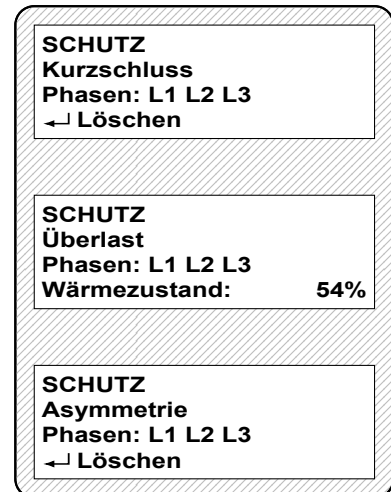 SCHUTZ
Kurzschluss
Phasen: L1 L2 L3
↵ Löschen
SCHUTZ
Überlast
Phasen: L1 L2 L3
Wärmezustand: 54%
SCHUTZ
Asymmetrie
Phasen: L1 L2 L3
↵ Löschen